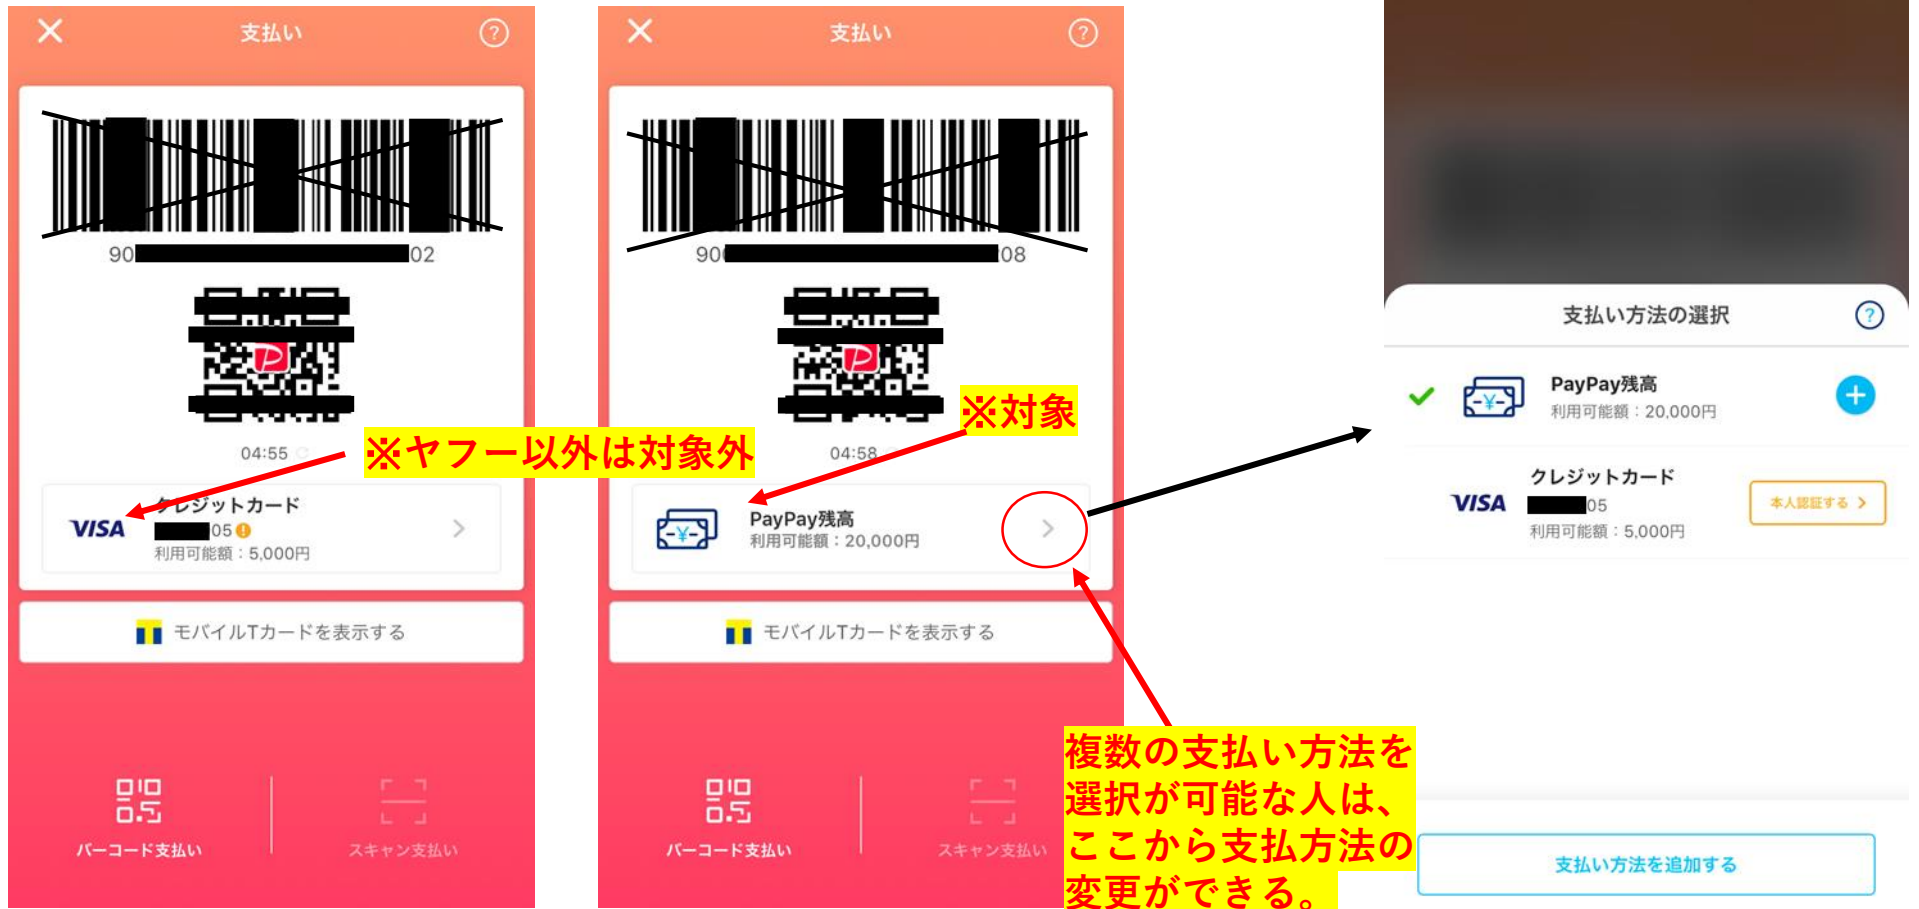 支払い
?
90
02
04:55
※ヤフー以外は対象外
VISA
クレジットカード
05
利用可能額：5,000円
モバイルTカードを表示する
バーコード支払い
スキャン支払い
支払い
?
90
08
※対象
04:58
PayPay残高
利用可能額：20,000円
モバイルTカードを表示する
複数の支払い方法を
選択が可能な人は、
ここから支払方法の
変更ができる。
バーコード支払い
スキャン支払い
支払い方法の選択
?
PayPay残高
利用可能額：20,000円
クレジットカード
VISA
05
利用可能額：5,000円
本人認証する >
支払い方法を追加する